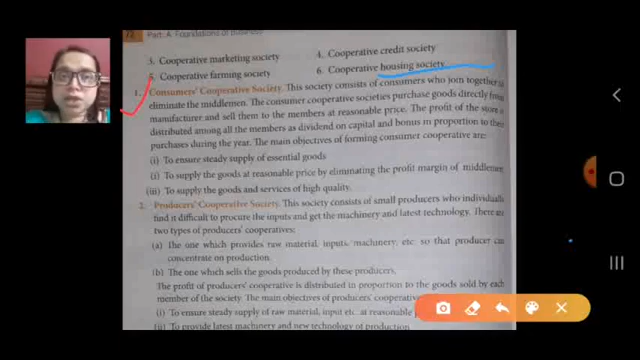 72 Part: A Foundations of Business
3. Cooperative marketing society 4. Cooperative credit society
5. Cooperative farming society 6. Cooperative housing society
1. Consumers' Cooperative Society. This society consists of consumers who join together to
eliminate the middlemen. The consumer cooperative societies purchase goods directly from
manufacturer and sell them to the members at reasonable price. The profit of the store is
distributed among all the members as dividend on capital and bonus in proportion to their
purchases during the year. The main objectives of forming consumer cooperative are:
(i) To ensure steady supply of essential goods
(i) To supply the goods at reasonable price by eliminating the profit margin of middlemen
(iii) To supply the goods and services of high quality.
2. Producers' Cooperative Society. This society consists of small producers who individually
find it difficult to procure the inputs and get the machinery and latest technology. There are
two types of producers' cooperatives:
(a) The one which provides raw material, inputs, machinery, etc. so that producer can
concentrate on production.
(b) The one which sells the goods produced by these producers.
The profit of producers' cooperative is distributed in proportion to the goods sold by each
member of the society. The main objectives of producers' cooperative
(i) To ensure steady supply of raw material, input etc. at reasonable
(ii) To provide latest machinery and new technology of production